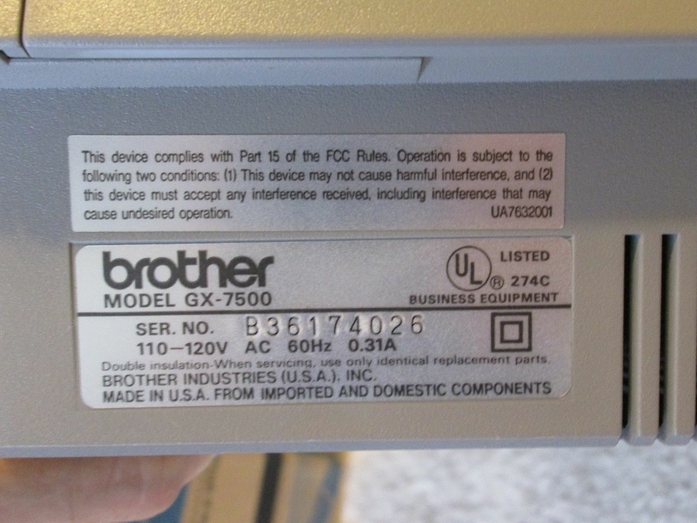 This device complies with Part 15 of the FCC Rules. Operation is subject to the
following two conditions: (1) This device may not cause harmful interference, and (2)
this device must accept any interference received, including interference that may
cause undesired operation. UA7632001
brother
MODEL GX-7500
UL ® LISTED
274C
BUSINESS EQUIPMENT
SER. NO. B36174026
110–120V AC 60Hz 0.31A
Double insulation-When servicing, use only identical replacement parts.
BROTHER INDUSTRIES (U.S.A.), INC.
MADE IN U.S.A. FROM IMPORTED AND DOMESTIC COMPONENTS